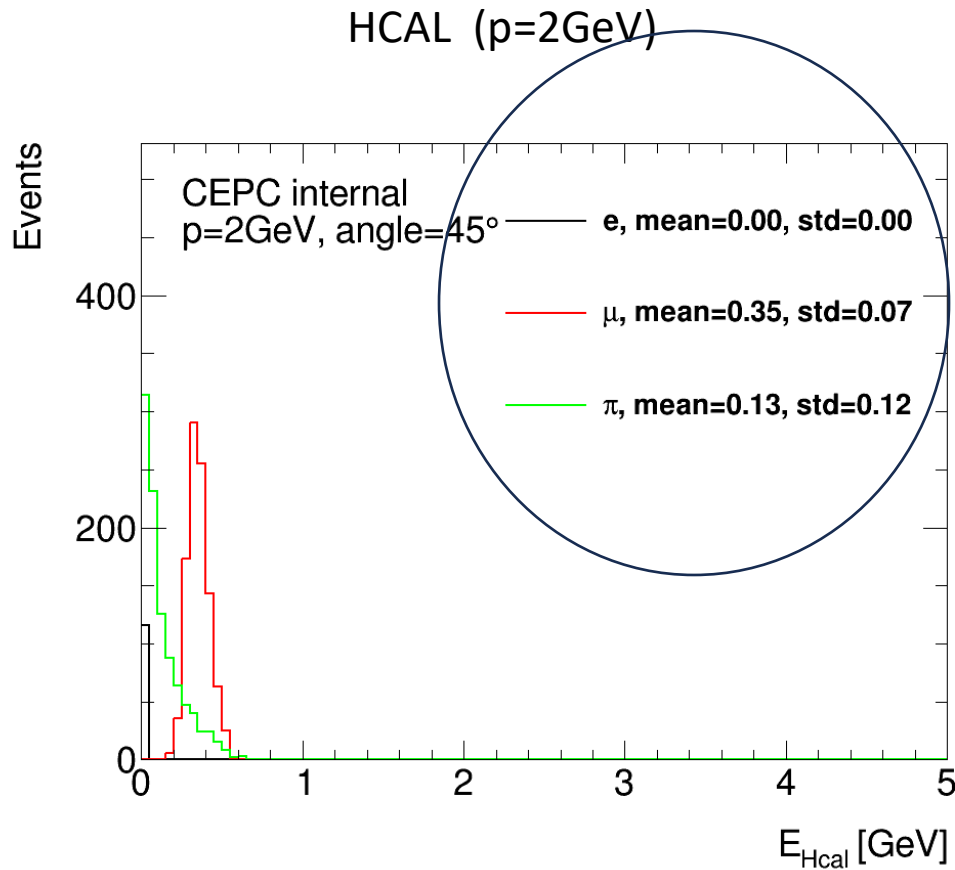 HCAL (p=2GeV)
Events
CEPC internal
p=2GeV, angle=45°
e, mean=0.00, std=0.00
μ, mean=0.35, std=0.07
π, mean=0.13, std=0.12
400
200
0
0 1 2 3 4 5
E_Hcal [GeV]